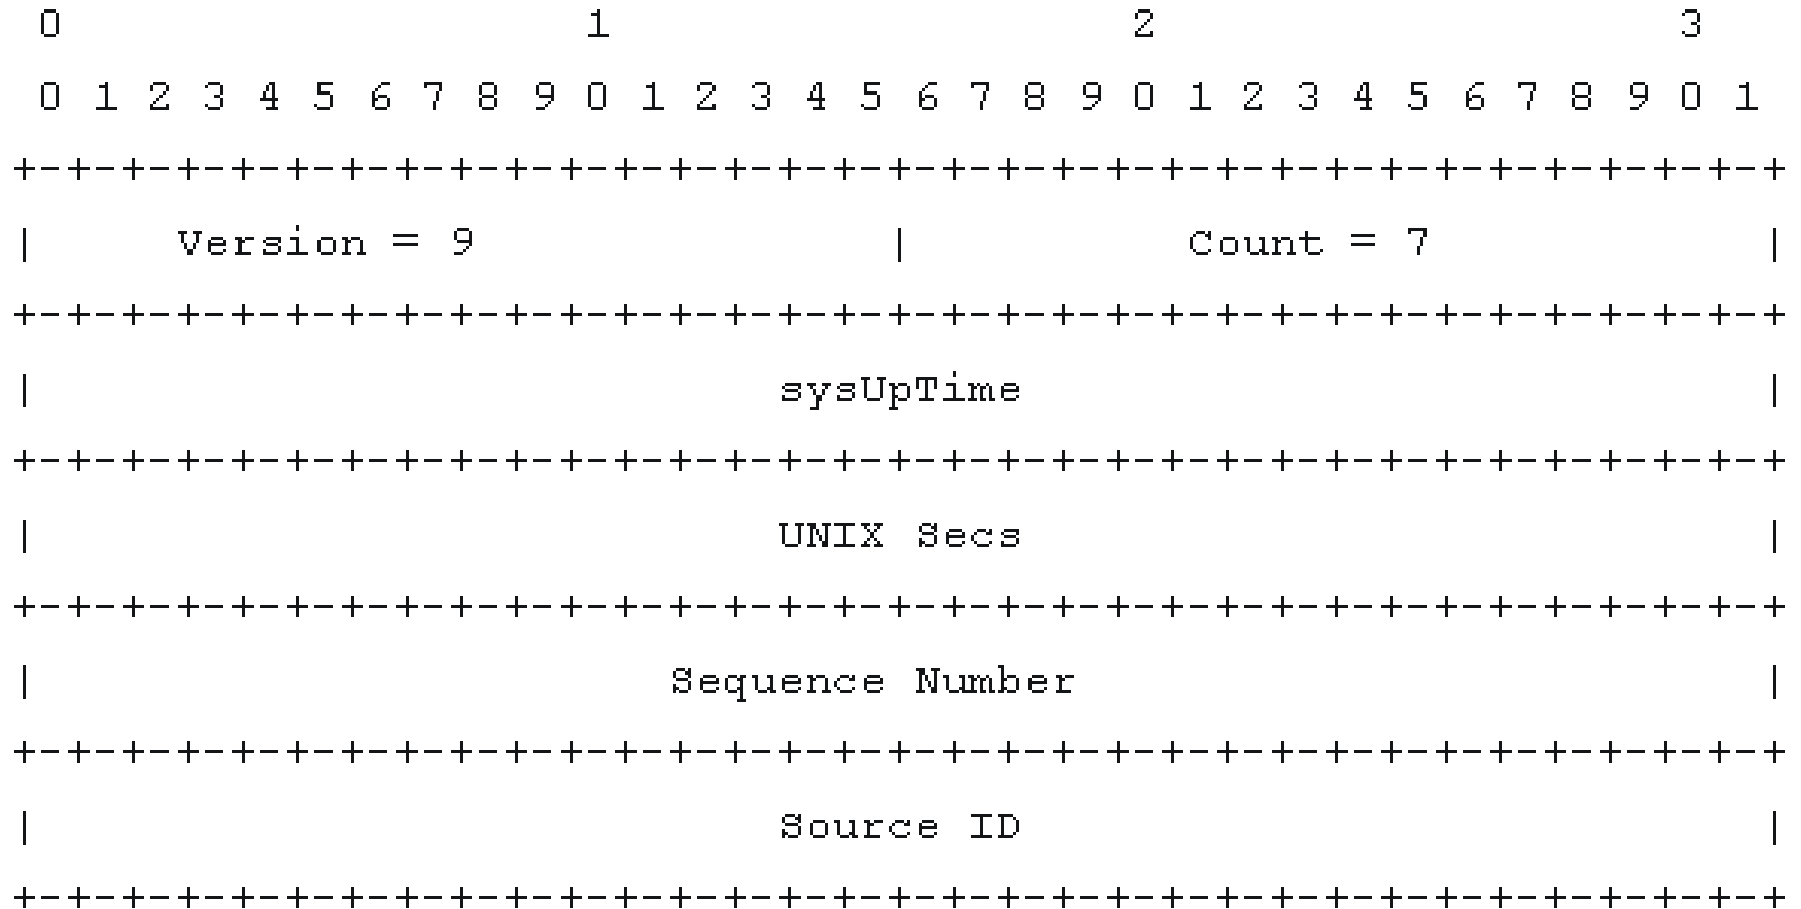 0                   1                   2                   3
 0 1 2 3 4 5 6 7 8 9 0 1 2 3 4 5 6 7 8 9 0 1 2 3 4 5 6 7 8 9 0 1
+-+-+-+-+-+-+-+-+-+-+-+-+-+-+-+-+-+-+-+-+-+-+-+-+-+-+-+-+-+-+-+-+
|     Version = 9               |          Count = 7            |
+-+-+-+-+-+-+-+-+-+-+-+-+-+-+-+-+-+-+-+-+-+-+-+-+-+-+-+-+-+-+-+-+
|                           sysUpTime                           |
+-+-+-+-+-+-+-+-+-+-+-+-+-+-+-+-+-+-+-+-+-+-+-+-+-+-+-+-+-+-+-+-+
|                           UNIX Secs                           |
+-+-+-+-+-+-+-+-+-+-+-+-+-+-+-+-+-+-+-+-+-+-+-+-+-+-+-+-+-+-+-+-+
|                       Sequence Number                         |
+-+-+-+-+-+-+-+-+-+-+-+-+-+-+-+-+-+-+-+-+-+-+-+-+-+-+-+-+-+-+-+-+
|                           Source ID                           |
+-+-+-+-+-+-+-+-+-+-+-+-+-+-+-+-+-+-+-+-+-+-+-+-+-+-+-+-+-+-+-+-+